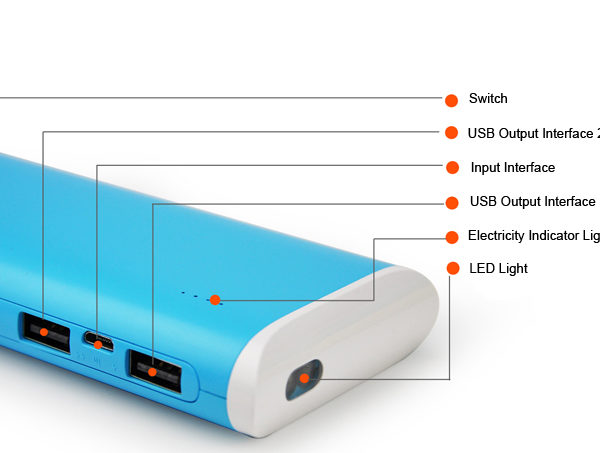 Switch
USB Output Interface 2
Input Interface
USB Output Interface
Electricity Indicator Lig
LED Light